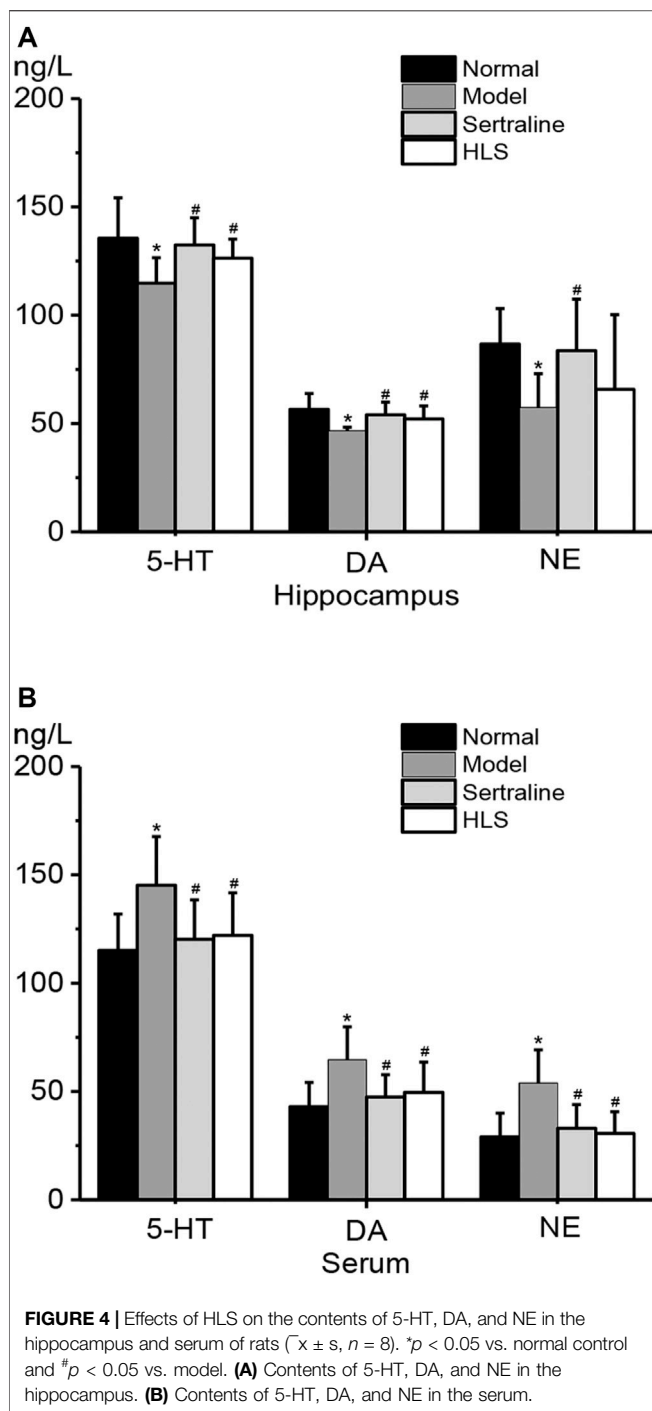 A
ng/L
Normal
Model
Sertraline
HLS
200
150
100
50
0
*
#
#
*
#
#
*
#
5-HT
DA
NE
Hippocampus
B
ng/L
Normal
Model
Sertraline
HLS
200
150
100
50
0
*
#
#
*
#
#
*
#
#
5-HT
DA
NE
Serum
FIGURE 4 | Effects of HLS on the contents of 5-HT, DA, and NE in the
hippocampus and serum of rats (¯x ± s, n = 8). *p < 0.05 vs. normal control
and #p < 0.05 vs. model. (A) Contents of 5-HT, DA, and NE in the
hippocampus. (B) Contents of 5-HT, DA, and NE in the serum.